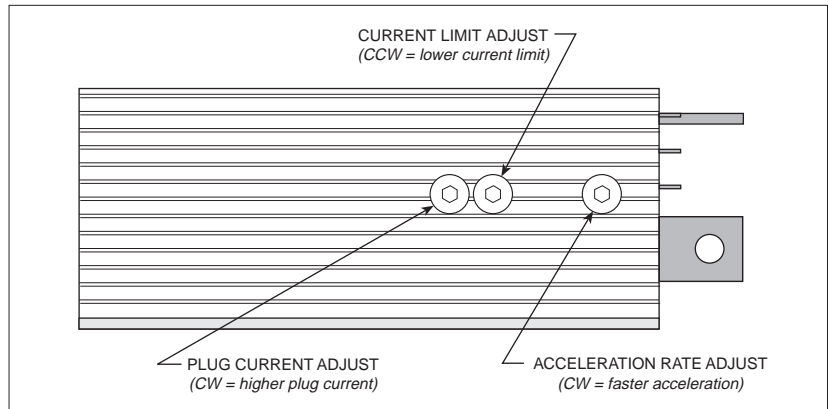 CURRENT LIMIT ADJUST
(CCW = lower current limit)
PLUG CURRENT ADJUST
(CW = higher plug current)
ACCELERATION RATE ADJUST
(CW = faster acceleration)